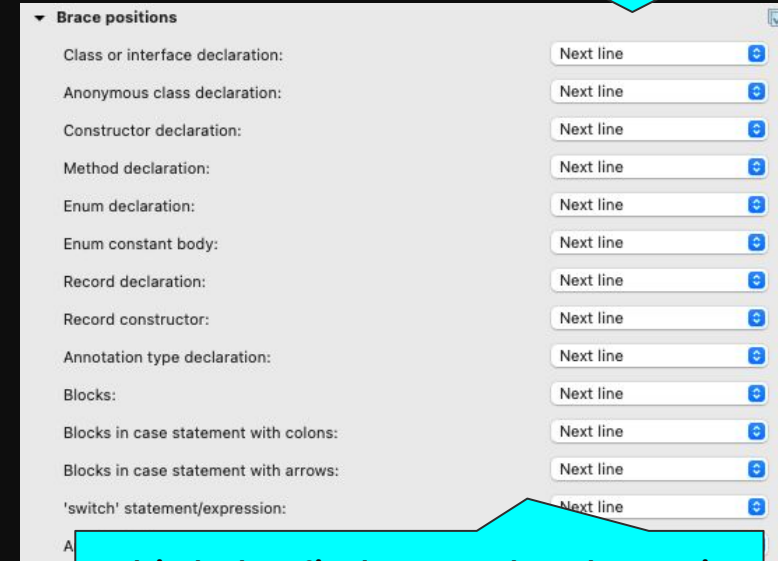 Brace positions
Class or interface declaration: Next line
Anonymous class declaration: Next line
Constructor declaration: Next line
Method declaration: Next line
Enum declaration: Next line
Enum constant body: Next line
Record declaration: Next line
Record constructor: Next line
Annotation type declaration: Next line
Blocks: Next line
Blocks in case statement with colons: Next line
Blocks in case statement with arrows: Next line
'switch' statement/expression: Next line